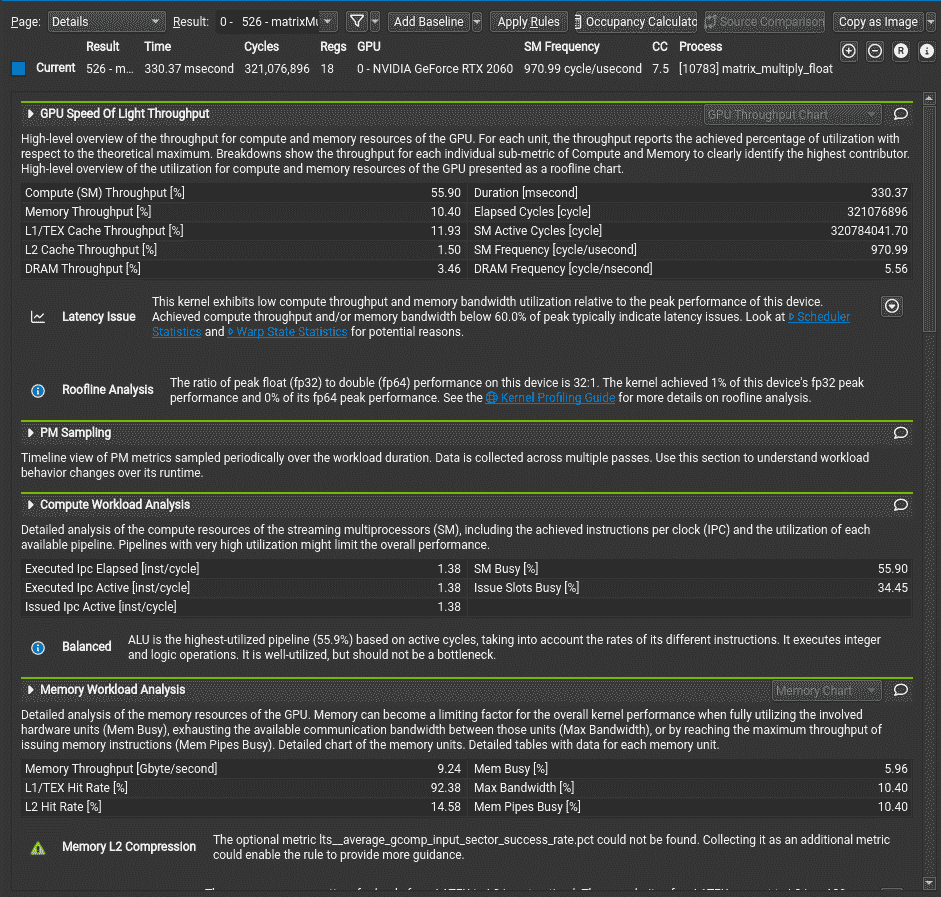 Page: Details Result: 0 - 526 - matrixMu Add Baseline Apply Rules Occupancy Calculato Source Comparison Copy as Image
Result Time Cycles Regs GPU SM Frequency CC Process
Current 526 - m... 330.37 msecond 321,076,896 18 0 - NVIDIA GeForce RTX 2060 970.99 cycle/usecond 7.5 [10783] matrix_multiply_float
GPU Speed Of Light Throughput GPU Throughput Chart
High-level overview of the throughput for compute and memory resources of the GPU. For each unit, the throughput reports the achieved percentage of utilization with
respect to the theoretical maximum. Breakdowns show the throughput for each individual sub-metric of Compute and Memory to clearly identify the highest contributor.
High-level overview of the utilization for compute and memory resources of the GPU presented as a roofline chart.
Compute (SM) Throughput [%] 55.90 Duration [msecond] 330.37
Memory Throughput [%] 10.40 Elapsed Cycles [cycle] 321076896
L1/TEX Cache Throughput [%] 11.93 SM Active Cycles [cycle] 320784041.70
L2 Cache Throughput [%] 1.50 SM Frequency [cycle/usecond] 970.99
DRAM Throughput [%] 3.46 DRAM Frequency [cycle/nsecond] 5.56
Latency Issue
This kernel exhibits low compute throughput and memory bandwidth utilization relative to the peak performance of this device.
Achieved compute throughput and/or memory bandwidth below 60.0% of peak typically indicate latency issues. Look at Scheduler
Statistics and Warp State Statistics for potential reasons.
Roofline Analysis
The ratio of peak float (fp32) to double (fp64) performance on this device is 32:1. The kernel achieved 1% of this device's fp32 peak
performance and 0% of its fp64 peak performance. See the Kernel Profiling Guide for more details on roofline analysis.
PM Sampling
Timeline view of PM metrics sampled periodically over the workload duration. Data is collected across multiple passes. Use this section to understand workload
behavior changes over its runtime.
Compute Workload Analysis
Detailed analysis of the compute resources of the streaming multiprocessors (SM), including the achieved instructions per clock (IPC) and the utilization of each
available pipeline. Pipelines with very high utilization might limit the overall performance.
Executed Ipc Elapsed [inst/cycle] 1.38 SM Busy [%] 55.90
Executed Ipc Active [inst/cycle] 1.38 Issue Slots Busy [%] 34.45
Issued Ipc Active [inst/cycle] 1.38
Balanced
ALU is the highest-utilized pipeline (55.9%) based on active cycles, taking into account the rates of its different instructions. It executes integer
and logic operations. It is well-utilized, but should not be a bottleneck.
Memory Workload Analysis Memory Chart
Detailed analysis of the memory resources of the GPU. Memory can become a limiting factor for the overall kernel performance when fully utilizing the involved
hardware units (Mem Busy), exhausting the available communication bandwidth between those units (Max Bandwidth), or by reaching the maximum throughput of
issuing memory instructions (Mem Pipes Busy). Detailed chart of the memory units. Detailed tables with data for each memory unit.
Memory Throughput [Gbyte/second] 9.24 Mem Busy [%] 5.96
L1/TEX Hit Rate [%] 92.38 Max Bandwidth [%] 10.40
L2 Hit Rate [%] 14.58 Mem Pipes Busy [%] 10.40
Memory L2 Compression
The optional metric lts__average_gcomp_input_sector_success_rate.pct could not be found. Collecting it as an additional metric
could enable the rule to provide more guidance.